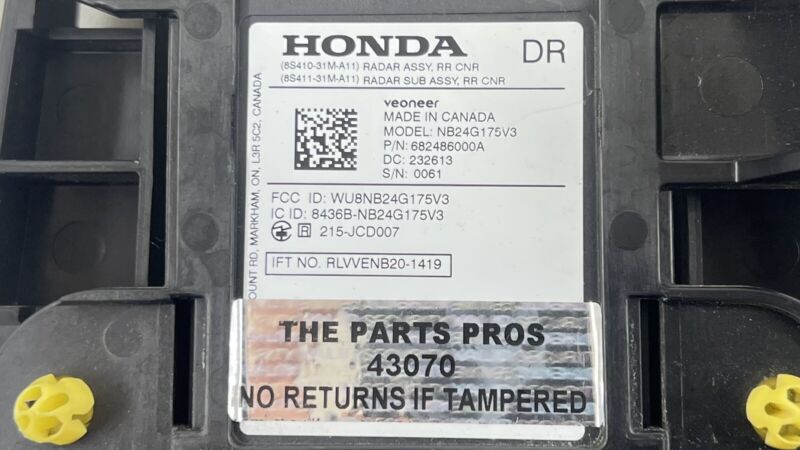 HONDA
DR
(8S410-31M-A11) RADAR ASSY, RR CNR
(8S411-31M-A11) RADAR SUB ASSY, RR CNR
veoneer
MADE IN CANADA
MODEL: NB24G175V3
P/N: 682486000A
DC: 232613
S/N: 0061
FCC ID: WU8NB24G175V3
IC ID: 8436B-NB24G175V3
R 215-JCD007
IFT NO. RLVVENB20-1419
OUNT RD, MARKHAM, ON, L3R 5C2, CANADA
THE PARTS PROS
43070
NO RETURNS IF TAMPERED